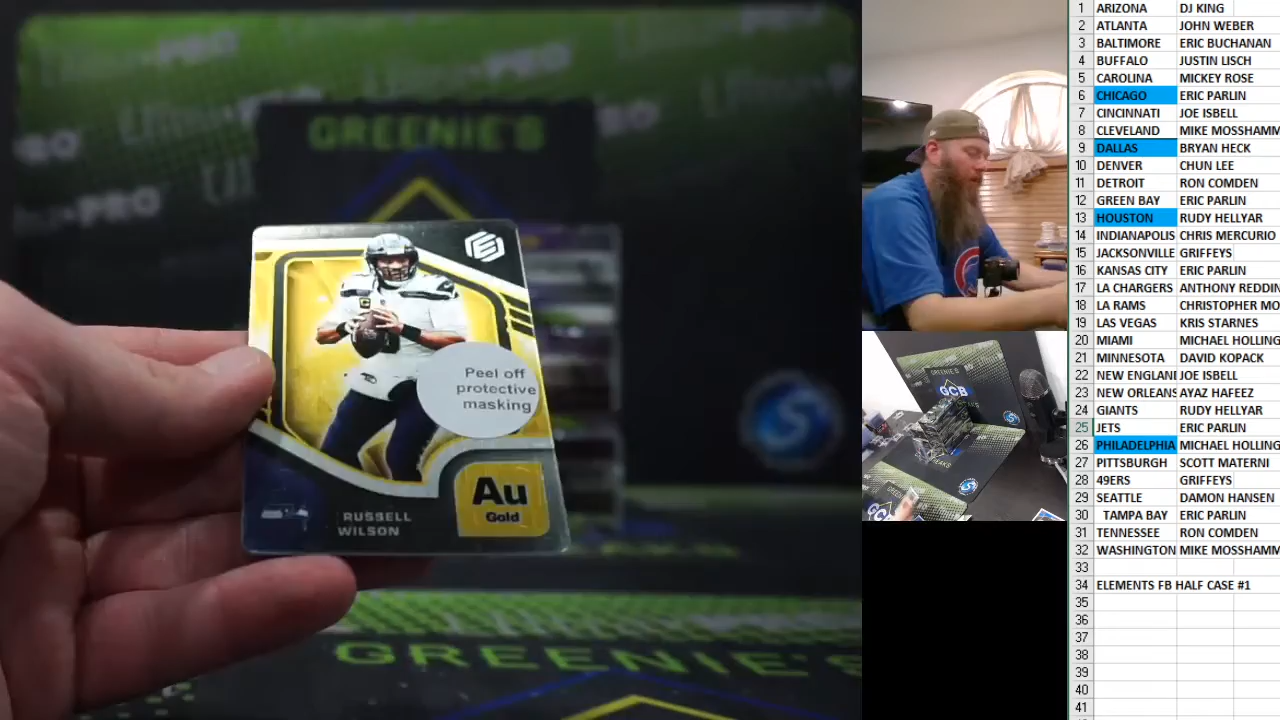 GREENIE'S
Peel off
protective
masking
Au
Gold
RUSSELL
WILSON
GREENIE'S
GREENIE'S
GCB
1 ARIZONA DJ KING
2 ATLANTA JOHN WEBER
3 BALTIMORE ERIC BUCHANAN
4 BUFFALO JUSTIN LISCH
5 CAROLINA MICKEY ROSE
6 CHICAGO ERIC PARLIN
7 CINCINNATI JOE ISBELL
8 CLEVELAND MIKE MOSSHAMM
9 DALLAS BRYAN HECK
10 DENVER CHUN LEE
11 DETROIT RON COMDEN
12 GREEN BAY ERIC PARLIN
13 HOUSTON RUDY HELLYAR
14 INDIANAPOLIS CHRIS MERCURIO
15 JACKSONVILLE GRIFFEYS
16 KANSAS CITY ERIC PARLIN
17 LA CHARGERS ANTHONY REDDIN
18 LA RAMS CHRISTOPHER MO
19 LAS VEGAS KRIS STARNES
20 MIAMI MICHAEL HOLLING
21 MINNESOTA DAVID KOPACK
22 NEW ENGLAN JOE ISBELL
23 NEW ORLEANS AYAZ HAFEEZ
24 GIANTS RUDY HELLYAR
25 JETS ERIC PARLIN
26 PHILADELPHIA MICHAEL HOLLING
27 PITTSBURGH SCOTT MATERNI
28 49ERS GRIFFEYS
29 SEATTLE DAMON HANSEN
30 TAMPA BAY ERIC PARLIN
31 TENNESSEE RON COMDEN
32 WASHINGTON MIKE MOSSHAMM
33
34 ELEMENTS FB HALF CASE #1
35
36
37
38
39
40
41